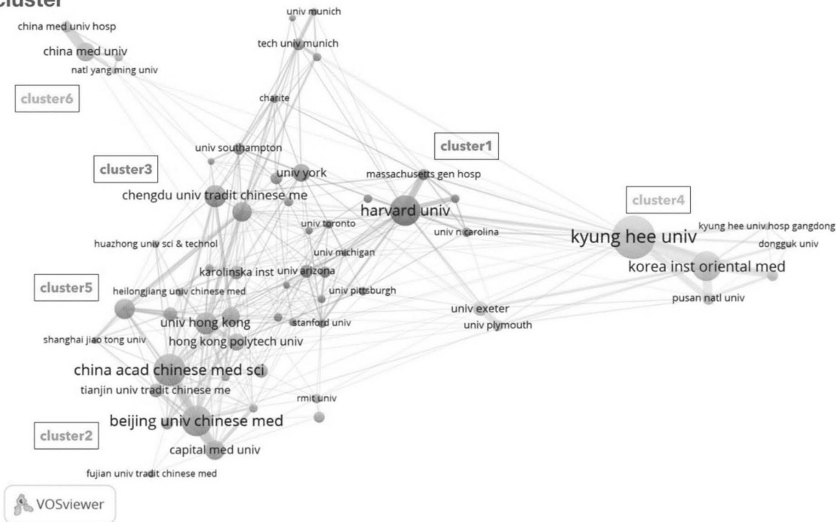 cluster
univ munich
china med univ hosp
tech univ munich
china med univ
natl yang ming univ
cluster6
charite
univ southampton
cluster1
cluster3
univ york
massachusetts gen hosp
chengdu univ tradit chinese me
cluster4
harvard univ
univ toronto
univ n carolina
kyung hee univ hosp gangdong
kyung hee univ
huazhong univ sci & technol
dongguk univ
univ michigan
korea inst oriental med
karolinska inst
univ arizona
cluster5
heilongjiang univ chinese med
univ pittsburgh
pusan natl univ
univ exeter
univ hong kong
stanford univ
univ plymouth
shanghai jiao tong univ
hong kong polytech univ
china acad chinese med sci
tianjin univ tradit chinese me
rmit univ
beijing univ chinese med
cluster2
capital med univ
fujian univ tradit chinese med
VOSviewer